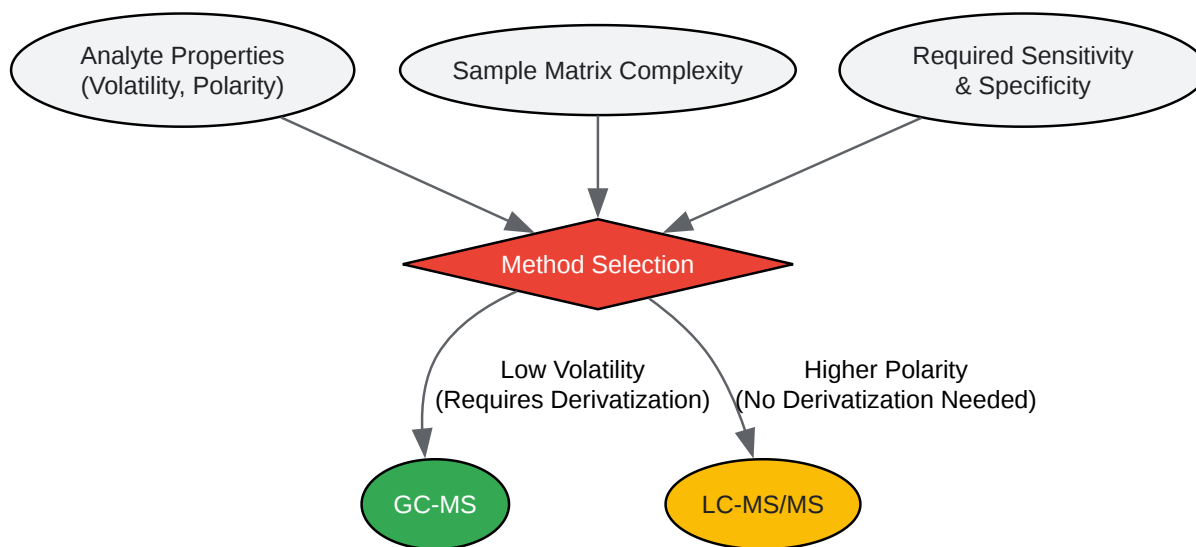 Analyte Properties
(Volatility, Polarity)
Sample Matrix Complexity
Required Sensitivity
& Specificity
Method Selection
Low Volatility
(Requires Derivatization)
Higher Polarity
(No Derivatization Needed)
GC-MS
LC-MS/MS